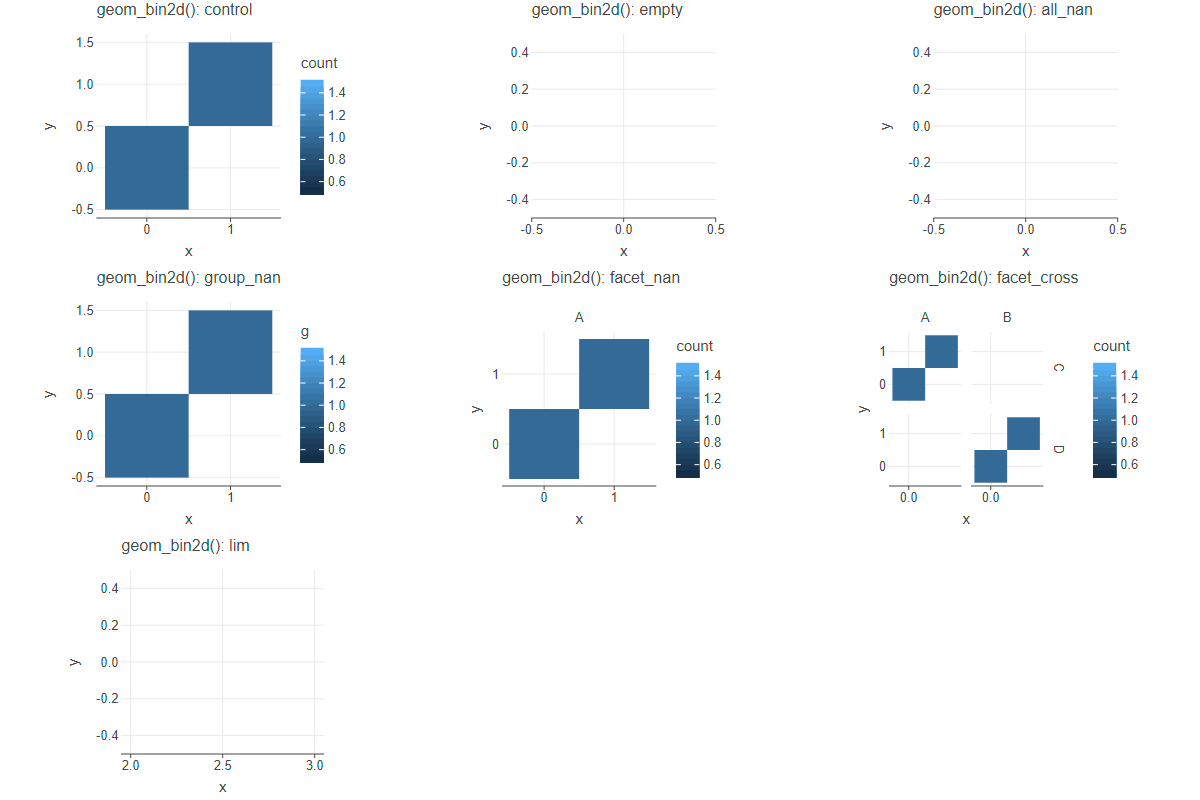 geom_bin2d(): control
1.5
1.0
0.5
0.0
-0.5
y
0
1
x
count
1.4
1.2
1.0
0.8
0.6
geom_bin2d(): empty
0.4
0.2
0.0
-0.2
-0.4
y
-0.5
0.0
0.5
x
geom_bin2d(): all_nan
0.4
0.2
0.0
-0.2
-0.4
y
-0.5
0.0
0.5
x
geom_bin2d(): group_nan
1.5
1.0
0.5
0.0
-0.5
y
0
1
x
g
1.4
1.2
1.0
0.8
0.6
geom_bin2d(): facet_nan
A
1
0
y
0
1
x
count
1.4
1.2
1.0
0.8
0.6
geom_bin2d(): facet_cross
A
B
1
0
C
y
1
0
D
0.0
0.0
x
count
1.4
1.2
1.0
0.8
0.6
geom_bin2d(): lim
0.4
0.2
0.0
-0.2
-0.4
y
2.0
2.5
3.0
x